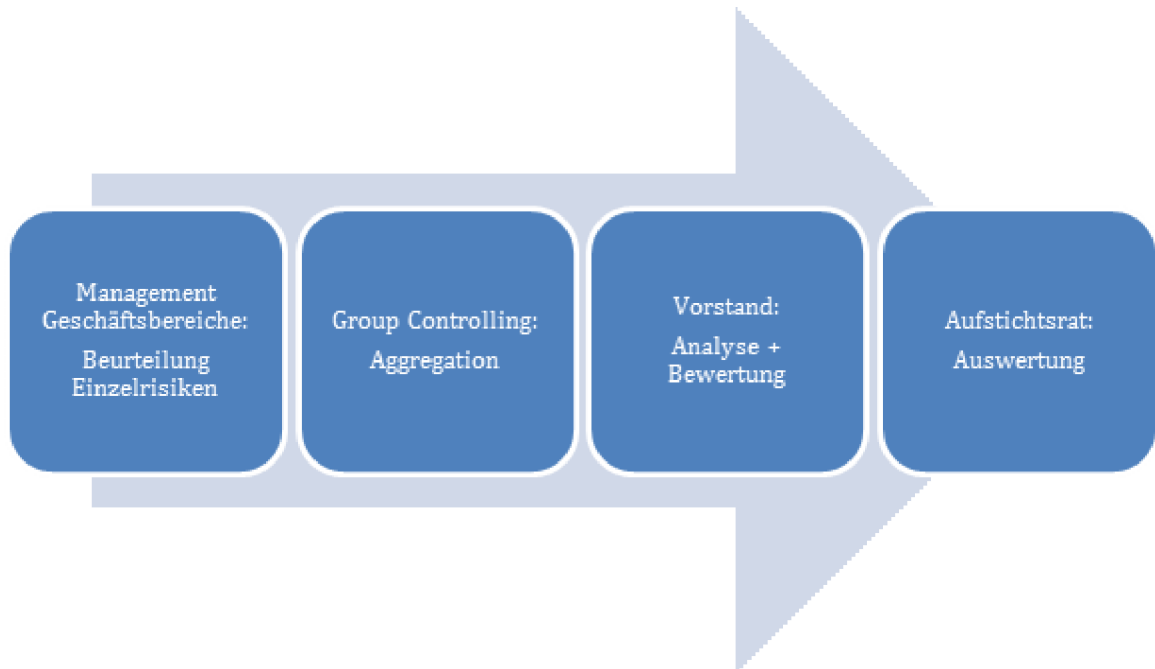 Management
Geschäftsbereiche:
Beurteilung
Einzelrisiken
Group Controlling:
Aggregation
Vorstand:
Analyse +
Bewertung
Aufstichtsrat:
Auswertung